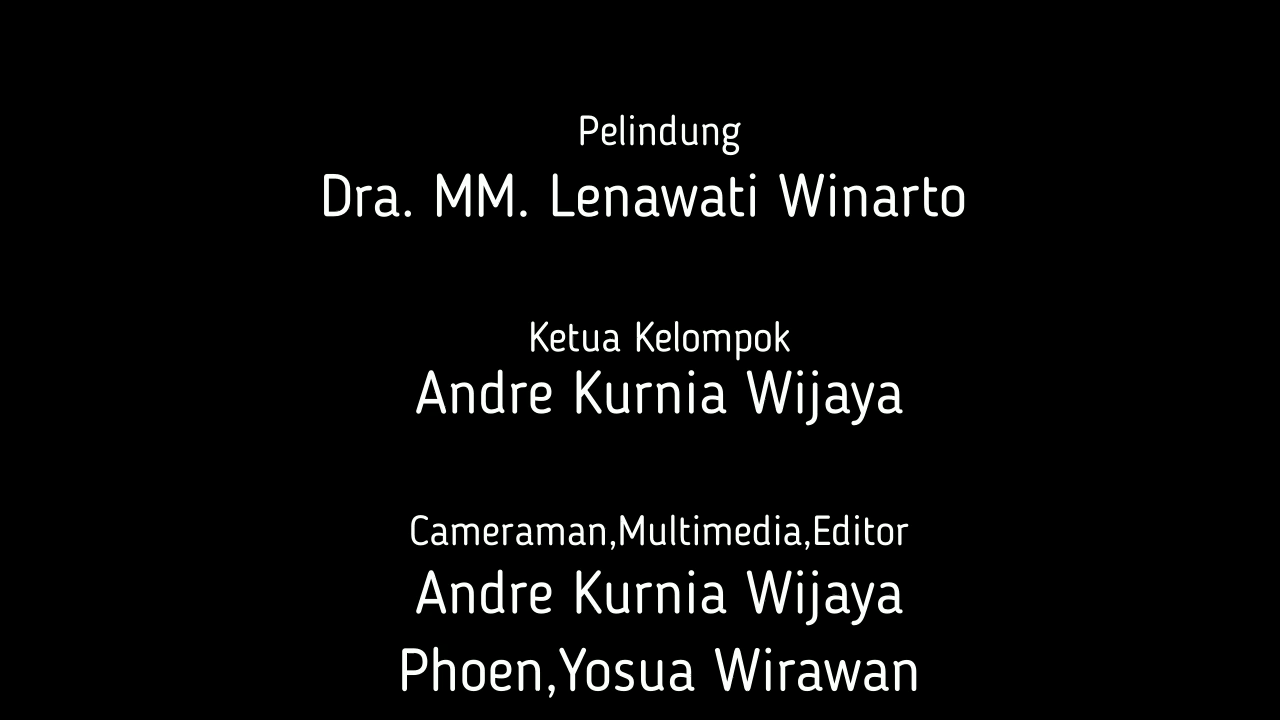 Pelindung
Dra. MM. Lenawati Winarto
Ketua Kelompok
Andre Kurnia Wijaya
Cameraman,Multimedia,Editor
Andre Kurnia Wijaya
Phoen,Yosua Wirawan